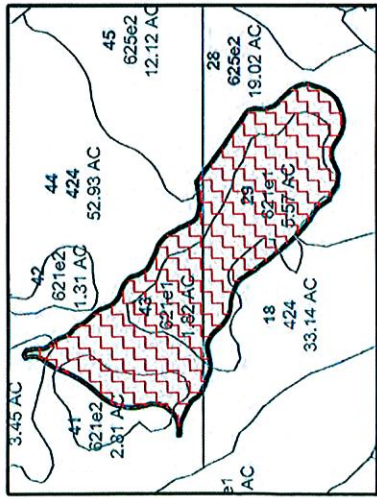 45
625e2
12.12 AC
28
625e2
19.02 AC
44
424
52.93 AC
42
621e2
1.31 AC
43
621e1
1.82 AC
29
621e1
5.57 AC
18
424
33.14 AC
3.45 AC
41
621e2
2.81 AC
e1
AC